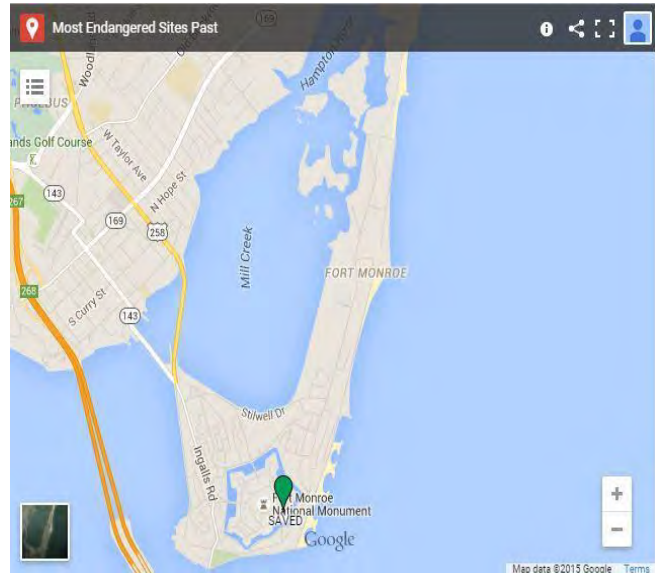 Most Endangered Sites Past
169
Hampton
PHOEBUS
ands Golf Course
W Taylor Ave
N Hope St
143
267
169
258
Mill Creek
FORT MONROE
268
S Curry St
143
Stilwell Dr
Ingalls Rd
Fort Monroe
National Monument
SAVED
Google
+
−
Map data ©2015 Google Terms